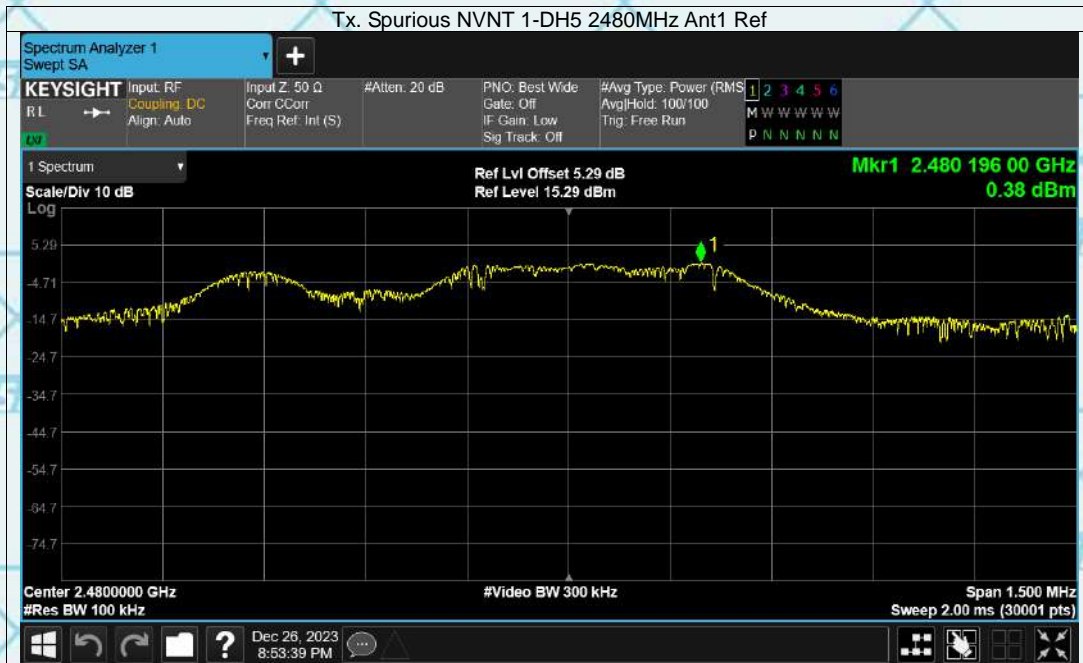 Tx. Spurious NVNT 1-DH5 2480MHz Ant1 Ref
Spectrum Analyzer 1
Swept SA
+
KEYSIGHT
R L
LXI
Input: RF
Coupling: DC
Align: Auto
Input Z: 50 Ω
Corr CCorr
Freq Ref: Int (S)
#Atten: 20 dB
PNO: Best Wide
Gate: Off
IF Gain: Low
Sig Track: Off
#Avg Type: Power (RMS
Avg|Hold: 100/100
Trig: Free Run
1 2 3 4 5 6
M W W W W W
P N N N N N
1 Spectrum
Scale/Div 10 dB
Ref Lvl Offset 5.29 dB
Ref Level 15.29 dBm
Mkr1 2.480 196 00 GHz
0.38 dBm
Log
1
5.29
-4.71
-14.7
-24.7
-34.7
-44.7
-54.7
-64.7
-74.7
Center 2.4800000 GHz
#Video BW 300 kHz
Span 1.500 MHz
#Res BW 100 kHz
Sweep 2.00 ms (30001 pts)
?
Dec 26, 2023
8:53:39 PM